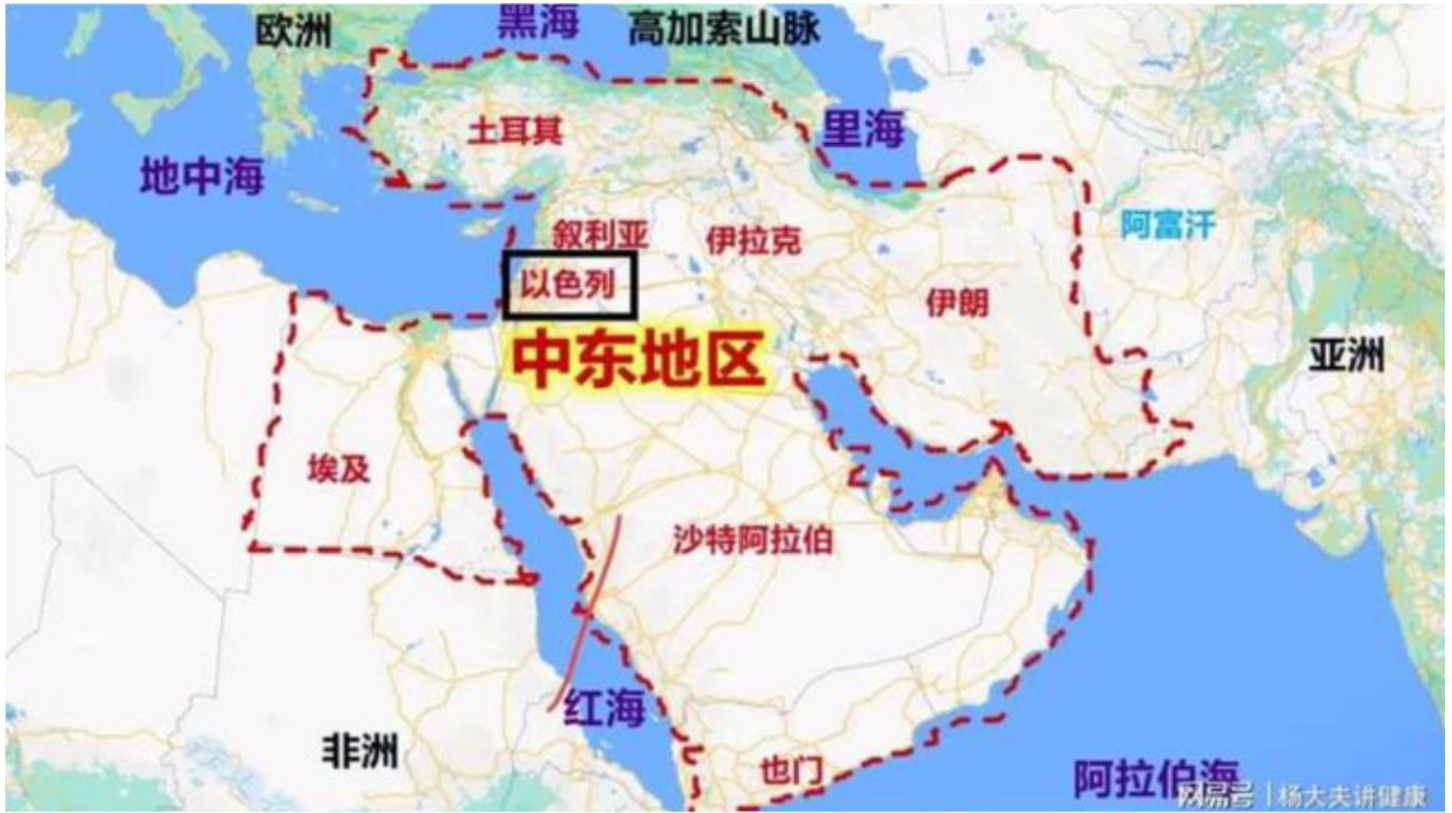 欧洲
黑海
高加索山脉
土耳其
里海
地中海
阿富汗
叙利亚
伊拉克
以色列
伊朗
中东地区
亚洲
埃及
沙特阿拉伯
红海
非洲
也门
阿拉伯海
网易号 | 杨大夫讲健康